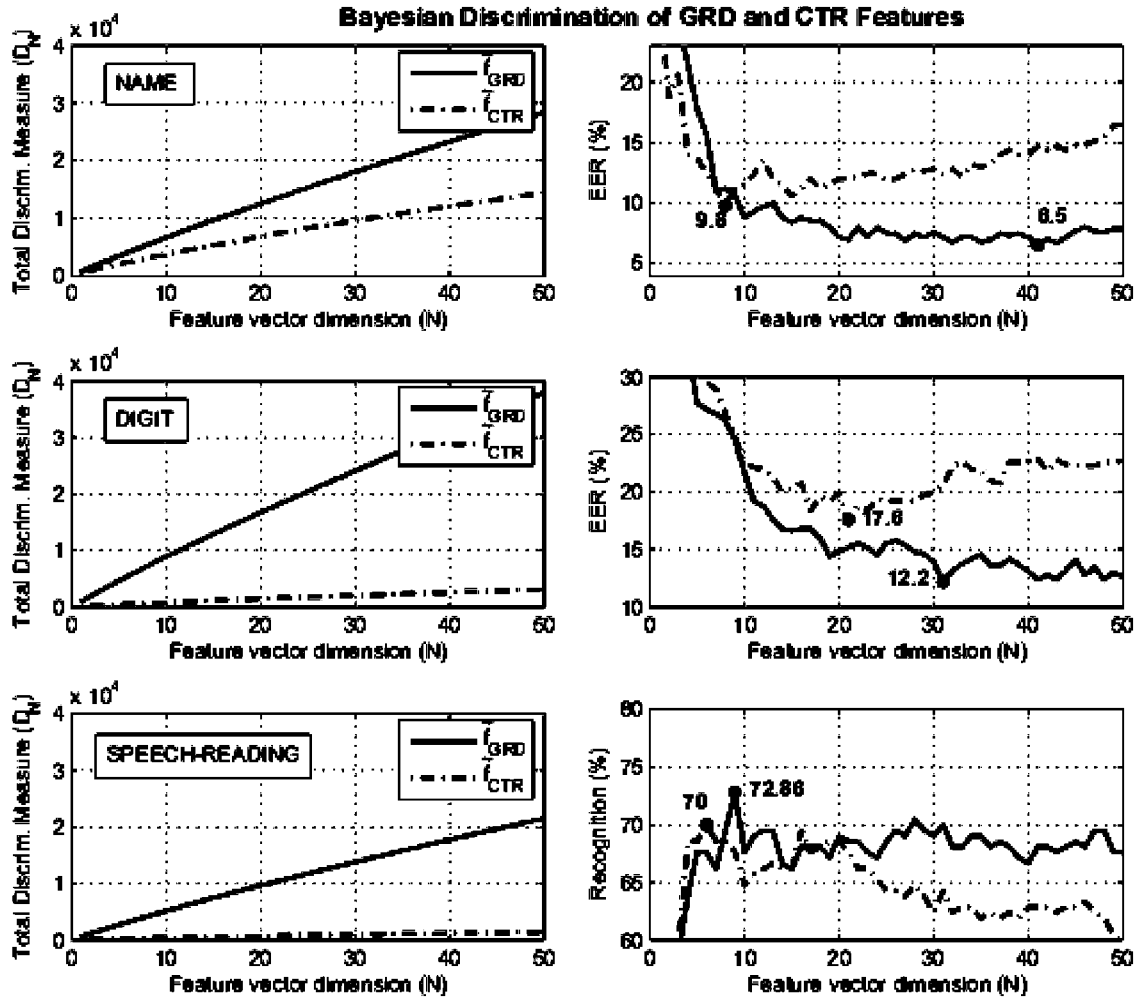 Bayesian Discrimination of GRD and CTR Features
x 10^4
Total Discrim. Measure (D_N)
4
3
2
1
0
NAME
f_GRD
f_CTR
0 10 20 30 40 50
Feature vector dimension (N)
EER (%)
20
15
10
5
9.8
6.5
0 10 20 30 40 50
Feature vector dimension (N)
x 10^4
Total Discrim. Measure (D_N)
4
3
2
1
0
DIGIT
f_GRD
f_CTR
0 10 20 30 40 50
Feature vector dimension (N)
EER (%)
30
25
20
15
10
17.6
12.2
0 10 20 30 40 50
Feature vector dimension (N)
x 10^4
Total Discrim. Measure (D_N)
4
3
2
1
0
SPEECH-READING
f_GRD
f_CTR
0 10 20 30 40 50
Feature vector dimension (N)
Recognition (%)
80
75
70
65
60
70
72.86
0 10 20 30 40 50
Feature vector dimension (N)